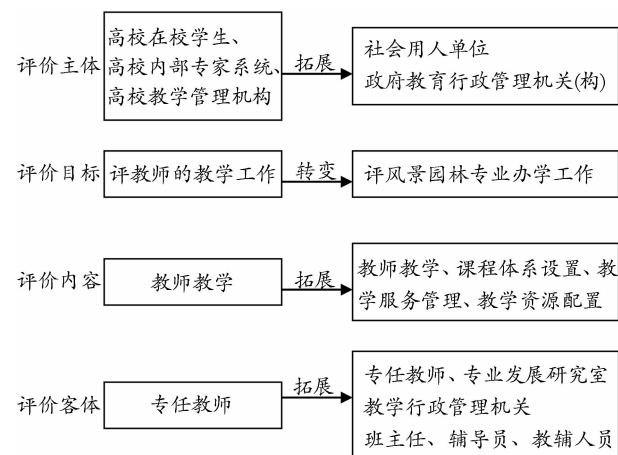 评价主体
高校在校学生、
高校内部专家系统、
高校教学管理机构
拓展
社会用人单位
政府教育行政管理机关(构)
评价目标
评教师的教学工作
转变
评风景园林专业办学工作
评价内容
教师教学
拓展
教师教学、课程体系设置、教
学服务管理、教学资源配置
评价客体
专任教师
拓展
专任教师、专业发展研究室
教学行政管理机关
班主任、辅导员、教辅人员